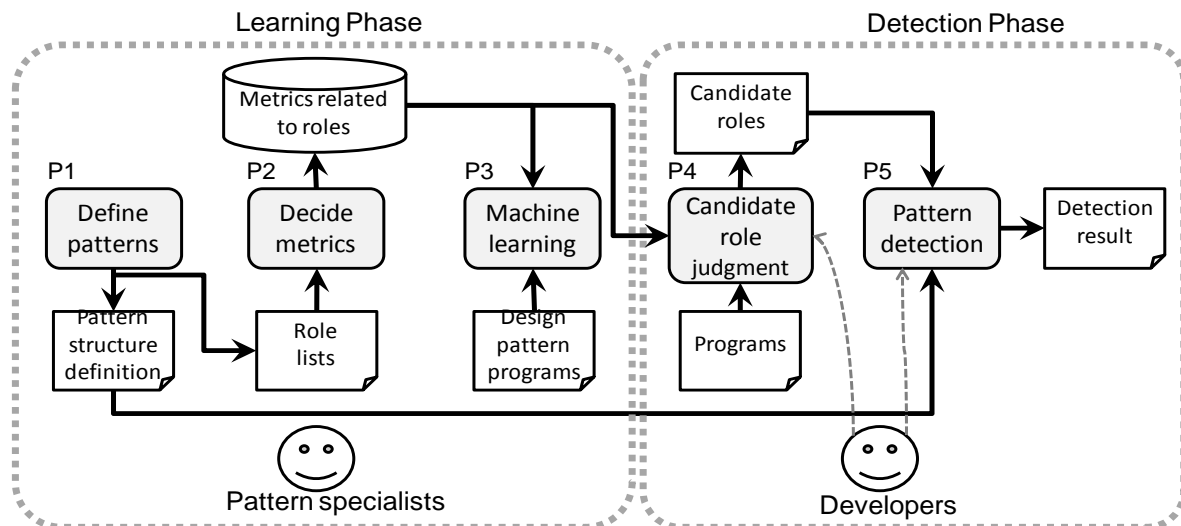 Learning Phase
Detection Phase
Metrics related
to roles
Candidate
roles
P1
P2
P3
P4
P5
Define
patterns
Decide
metrics
Machine
learning
Candidate
role
judgment
Pattern
detection
Detection
result
Pattern
structure
definition
Role
lists
Design
pattern
programs
Programs
Pattern specialists
Developers